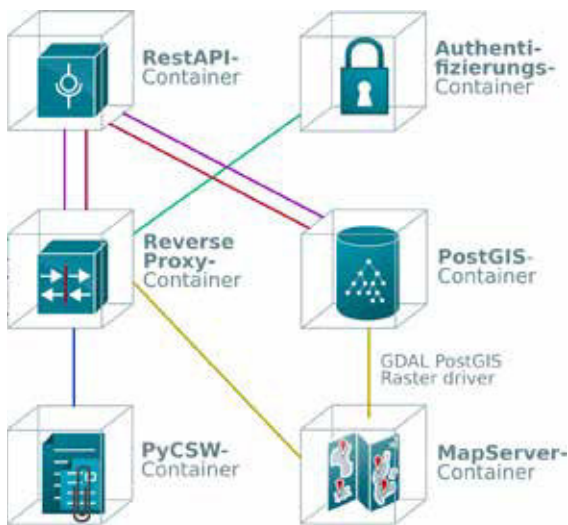 RestAPI-
Container
Authenti-
fizierungs-
Container
Reverse
Proxy-
Container
PostGIS-
Container
GDAL PostGIS
Raster driver
PyCSW-
Container
MapServer-
Container